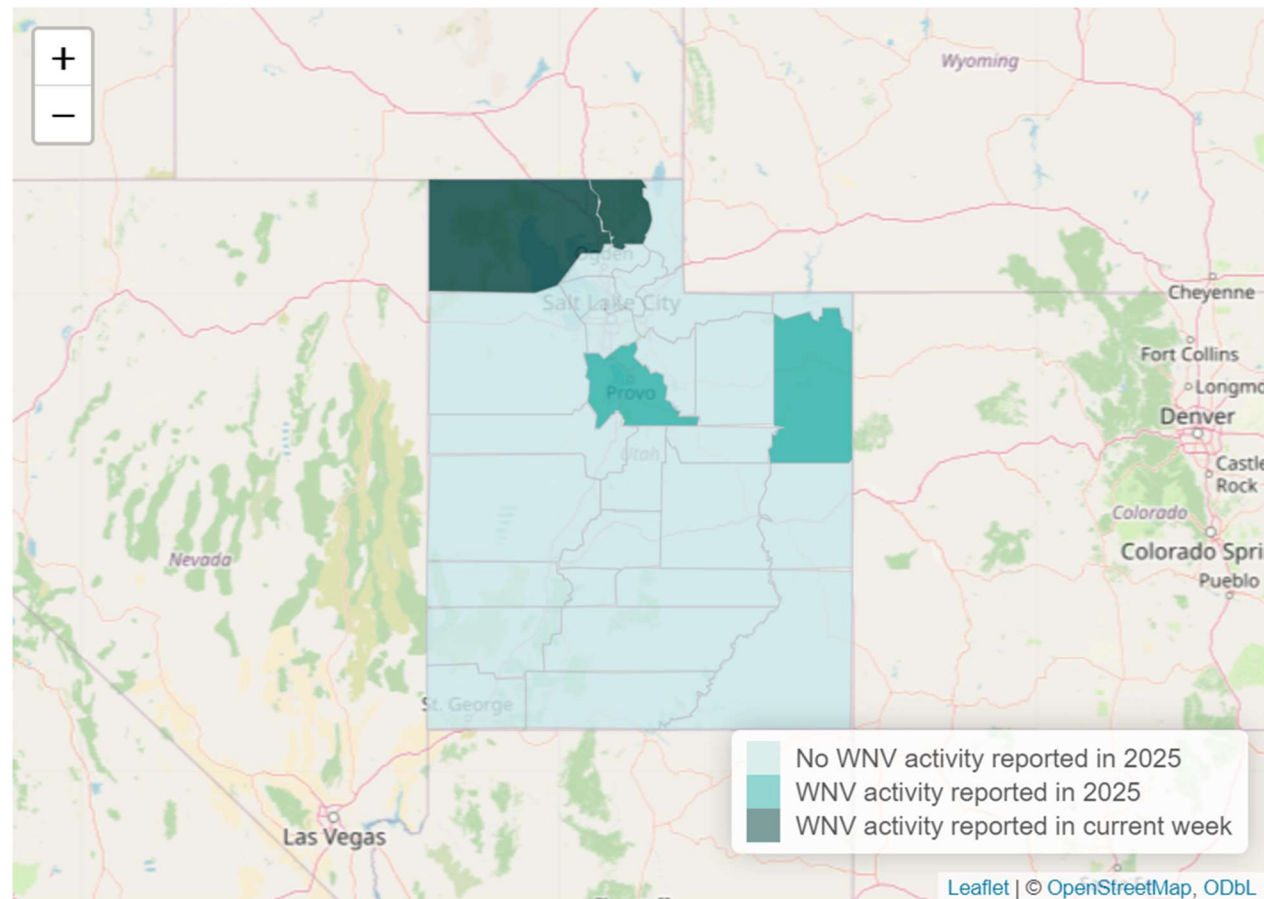 +
−
Wyoming
Ogden
Salt Lake City
Cheyenne
Fort Collins
Longmo
Provo
Denver
Utah
Castle
Rock
Colorado
Nevada
Colorado Spri
Pueblo
St. George
Las Vegas
No WNV activity reported in 2025
WNV activity reported in 2025
WNV activity reported in current week
Leaflet | © OpenStreetMap, ODbL